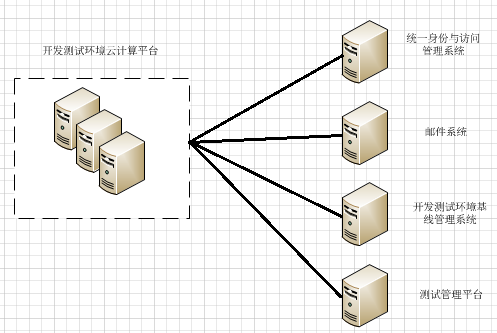 开发测试环境云计算平台
统一身份与访问
管理系统
邮件系统
开发测试环境基
线管理系统
测试管理平台